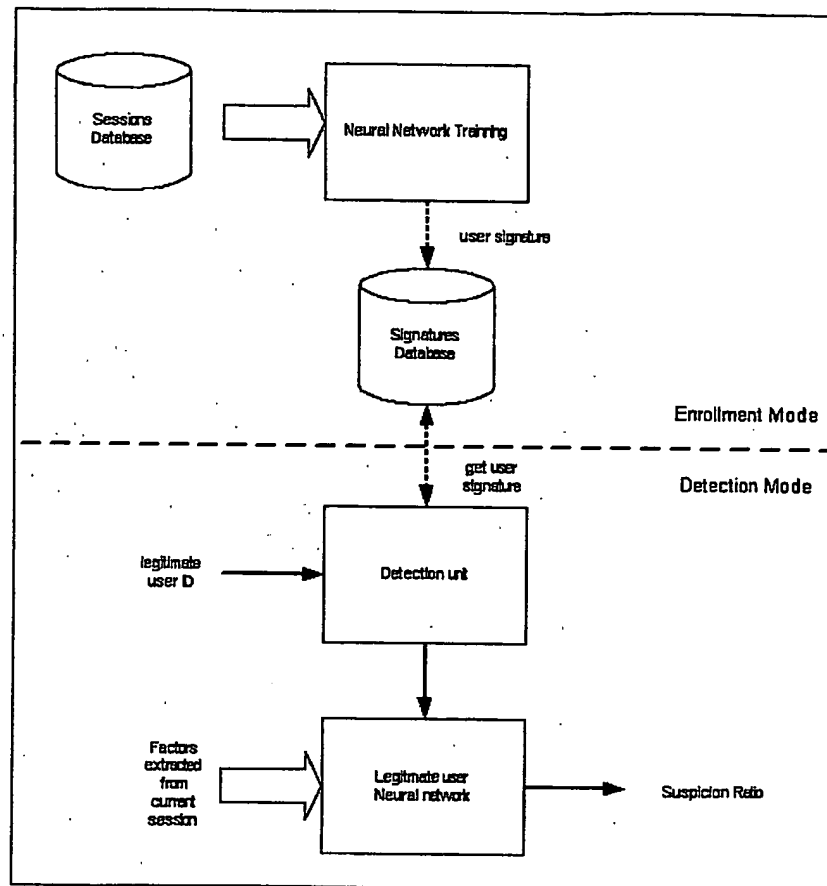 Sessions
Database
Neural Network Training
user signature
Signatures
Database
Enrollment Mode
get user
signature
Detection Mode
legitimate
user ID
Detection unit
Factors
extracted
from
current
session
Legitmate user
Neural network
Suspicion Ratio